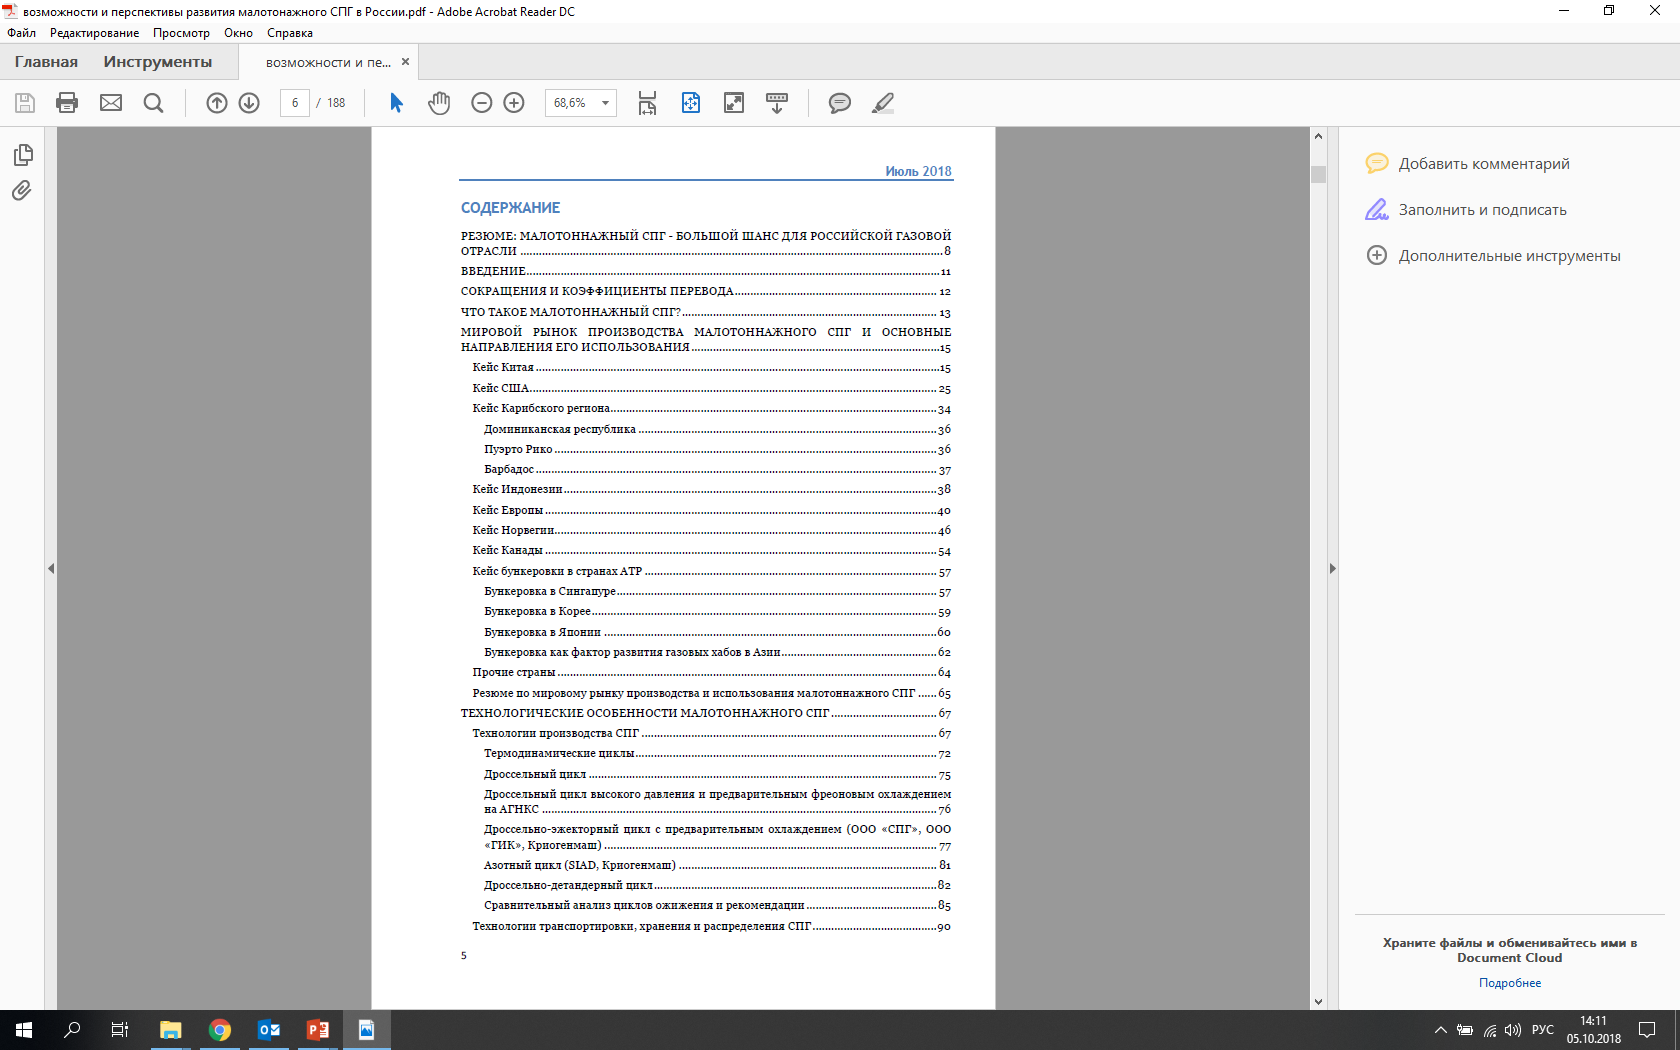 возможности и перспективы развития малотонажного СПГ в России.pdf - Adobe Acrobat Reader DC
Файл Редактирование Просмотр Окно Справка
Главная Инструменты возможности и пе... ×
6 / 188 68,6%
Июль 2018
СОДЕРЖАНИЕ
РЕЗЮМЕ: МАЛОТОННАЖНЫЙ СПГ - БОЛЬШОЙ ШАНС ДЛЯ РОССИЙСКОЙ ГАЗОВОЙ
ОТРАСЛИ ........ 8
ВВЕДЕНИЕ ........ 11
СОКРАЩЕНИЯ И КОЭФФИЦИЕНТЫ ПЕРЕВОДА ........ 12
ЧТО ТАКОЕ МАЛОТОННАЖНЫЙ СПГ? ........ 13
МИРОВОЙ РЫНОК ПРОИЗВОДСТВА МАЛОТОННАЖНОГО СПГ И ОСНОВНЫЕ
НАПРАВЛЕНИЯ ЕГО ИСПОЛЬЗОВАНИЯ ........ 15
Кейс Китая ........ 15
Кейс США ........ 25
Кейс Карибского региона ........ 34
Доминиканская республика ........ 36
Пуэрто Рико ........ 36
Барбадос ........ 37
Кейс Индонезии ........ 38
Кейс Европы ........ 40
Кейс Норвегии ........ 46
Кейс Канады ........ 54
Кейс бункеровки в странах АТР ........ 57
Бункеровка в Сингапуре ........ 57
Бункеровка в Корее ........ 59
Бункеровка в Японии ........ 60
Бункеровка как фактор развития газовых хабов в Азии ........ 62
Прочие страны ........ 64
Резюме по мировому рынку производства и использования малотоннажного СПГ ...... 65
ТЕХНОЛОГИЧЕСКИЕ ОСОБЕННОСТИ МАЛОТОННАЖНОГО СПГ ........ 67
Технологии производства СПГ ........ 67
Термодинамические циклы ........ 72
Дроссельный цикл ........ 75
Дроссельный цикл высокого давления и предварительным фреоновым охлаждением
на АГНКС ........ 76
Дроссельно-эжекторный цикл с предварительным охлаждением (ООО «СПГ», ООО
«ГИК», Криогенмаш) ........ 77
Азотный цикл (SIAD, Криогенмаш) ........ 81
Дроссельно-детандерный цикл ........ 82
Сравнительный анализ циклов ожижения и рекомендации ........ 85
Технологии транспортировки, хранения и распределения СПГ ........ 90
5
Добавить комментарий
Заполнить и подписать
Дополнительные инструменты
Храните файлы и обменивайтесь ими в
Document Cloud
Подробнее
РУС
14:11
05.10.2018